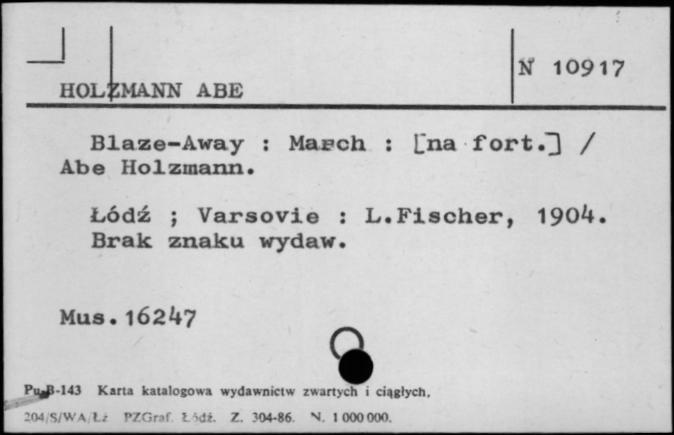 N 10917
HOLZMANN ABE
Blaze-Away : March : [na fort.] /
Abe Holzmann.
Łódź ; Varsovie : L.Fischer, 1904.
Brak znaku wydaw.
Mus.16247
Pu-B-143 Karta katalogowa wydawnictw zwartych i ciągłych.
204/S/WA/Łż PZGraf. Łódź. Z. 304-86. N. 1 000 000.